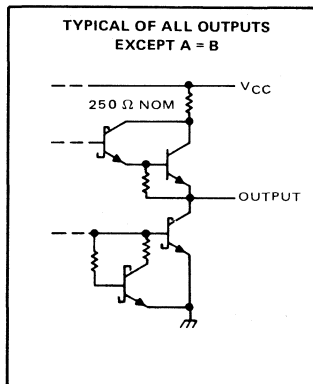 TYPICAL OF ALL OUTPUTS
EXCEPT A = B
VCC
250 Ω NOM
OUTPUT